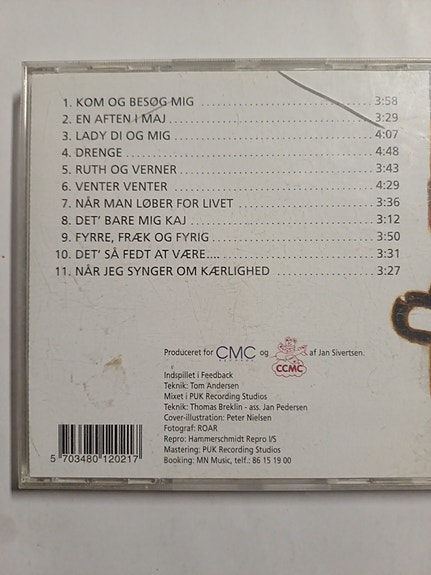 1. KOM OG BESØG MIG ........................................ 3:58
2. EN AFTEN I MAJ ............................................. 3:29
3. LADY DI OG MIG ............................................ 4:07
4. DRENGE ........................................................ 4:48
5. RUTH OG VERNER .......................................... 3:43
6. VENTER VENTER ............................................. 4:29
7. NÅR MAN LØBER FOR LIVET ............................. 3:36
8. DET' BARE MIG KAJ ......................................... 3:12
9. FYRRE, FRÆK OG FYRIG ................................... 3:50
10. DET' SÅ FEDT AT VÆRE.... ................................ 3:31
11. NÅR JEG SYNGER OM KÆRLIGHED ..................... 3:27
Produceret for CMC RECORDS og CCMC af Jan Sivertsen.
Indspillet i Feedback
Teknik: Tom Andersen
Mixet i PUK Recording Studios
Teknik: Thomas Breklin - ass. Jan Pedersen
Cover-illustration: Peter Nielsen
Fotograf: ROAR
Repro: Hammerschmidt Repro I/S
Mastering: PUK Recording Studios
Booking: MN Music, telf.: 86 15 19 00
5 703480 120217